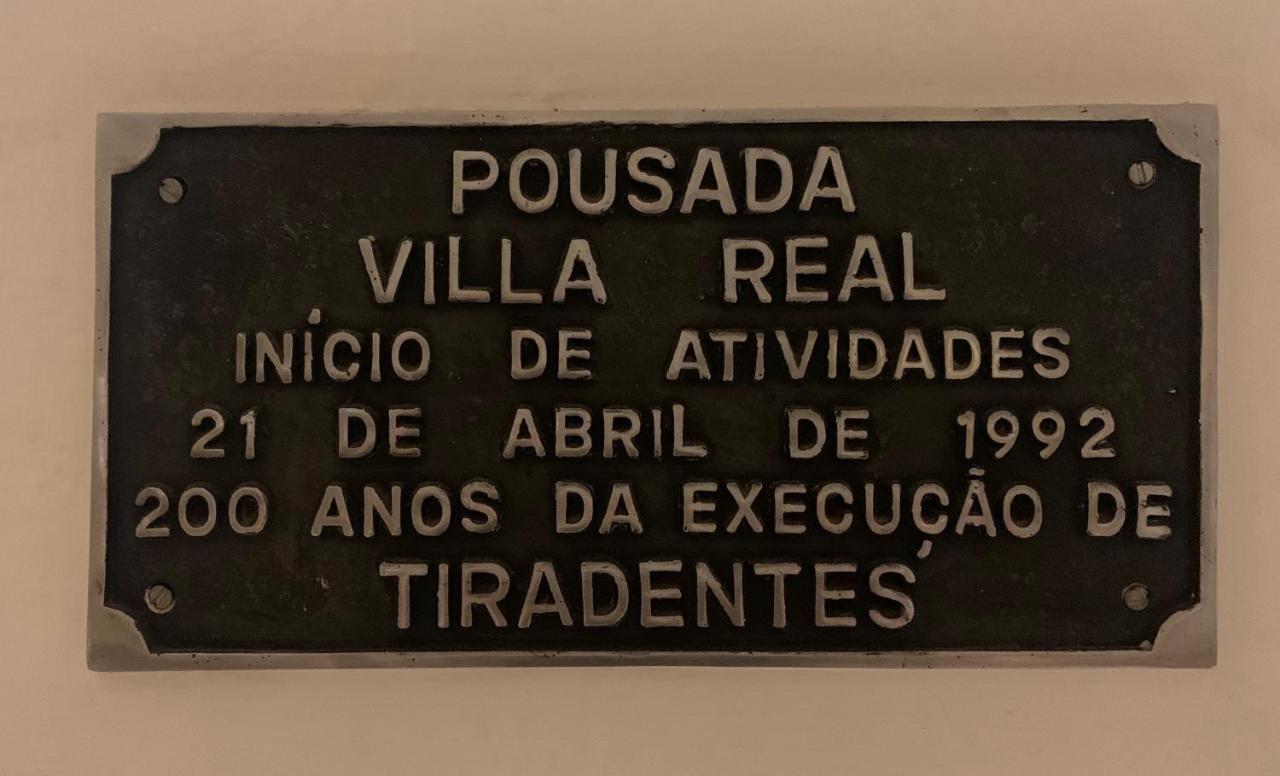 POUSADA
VILLA REAL
INÍCIO DE ATIVIDADES
21 DE ABRIL DE 1992
200 ANOS DA EXECUÇÃO DE
TIRADENTES